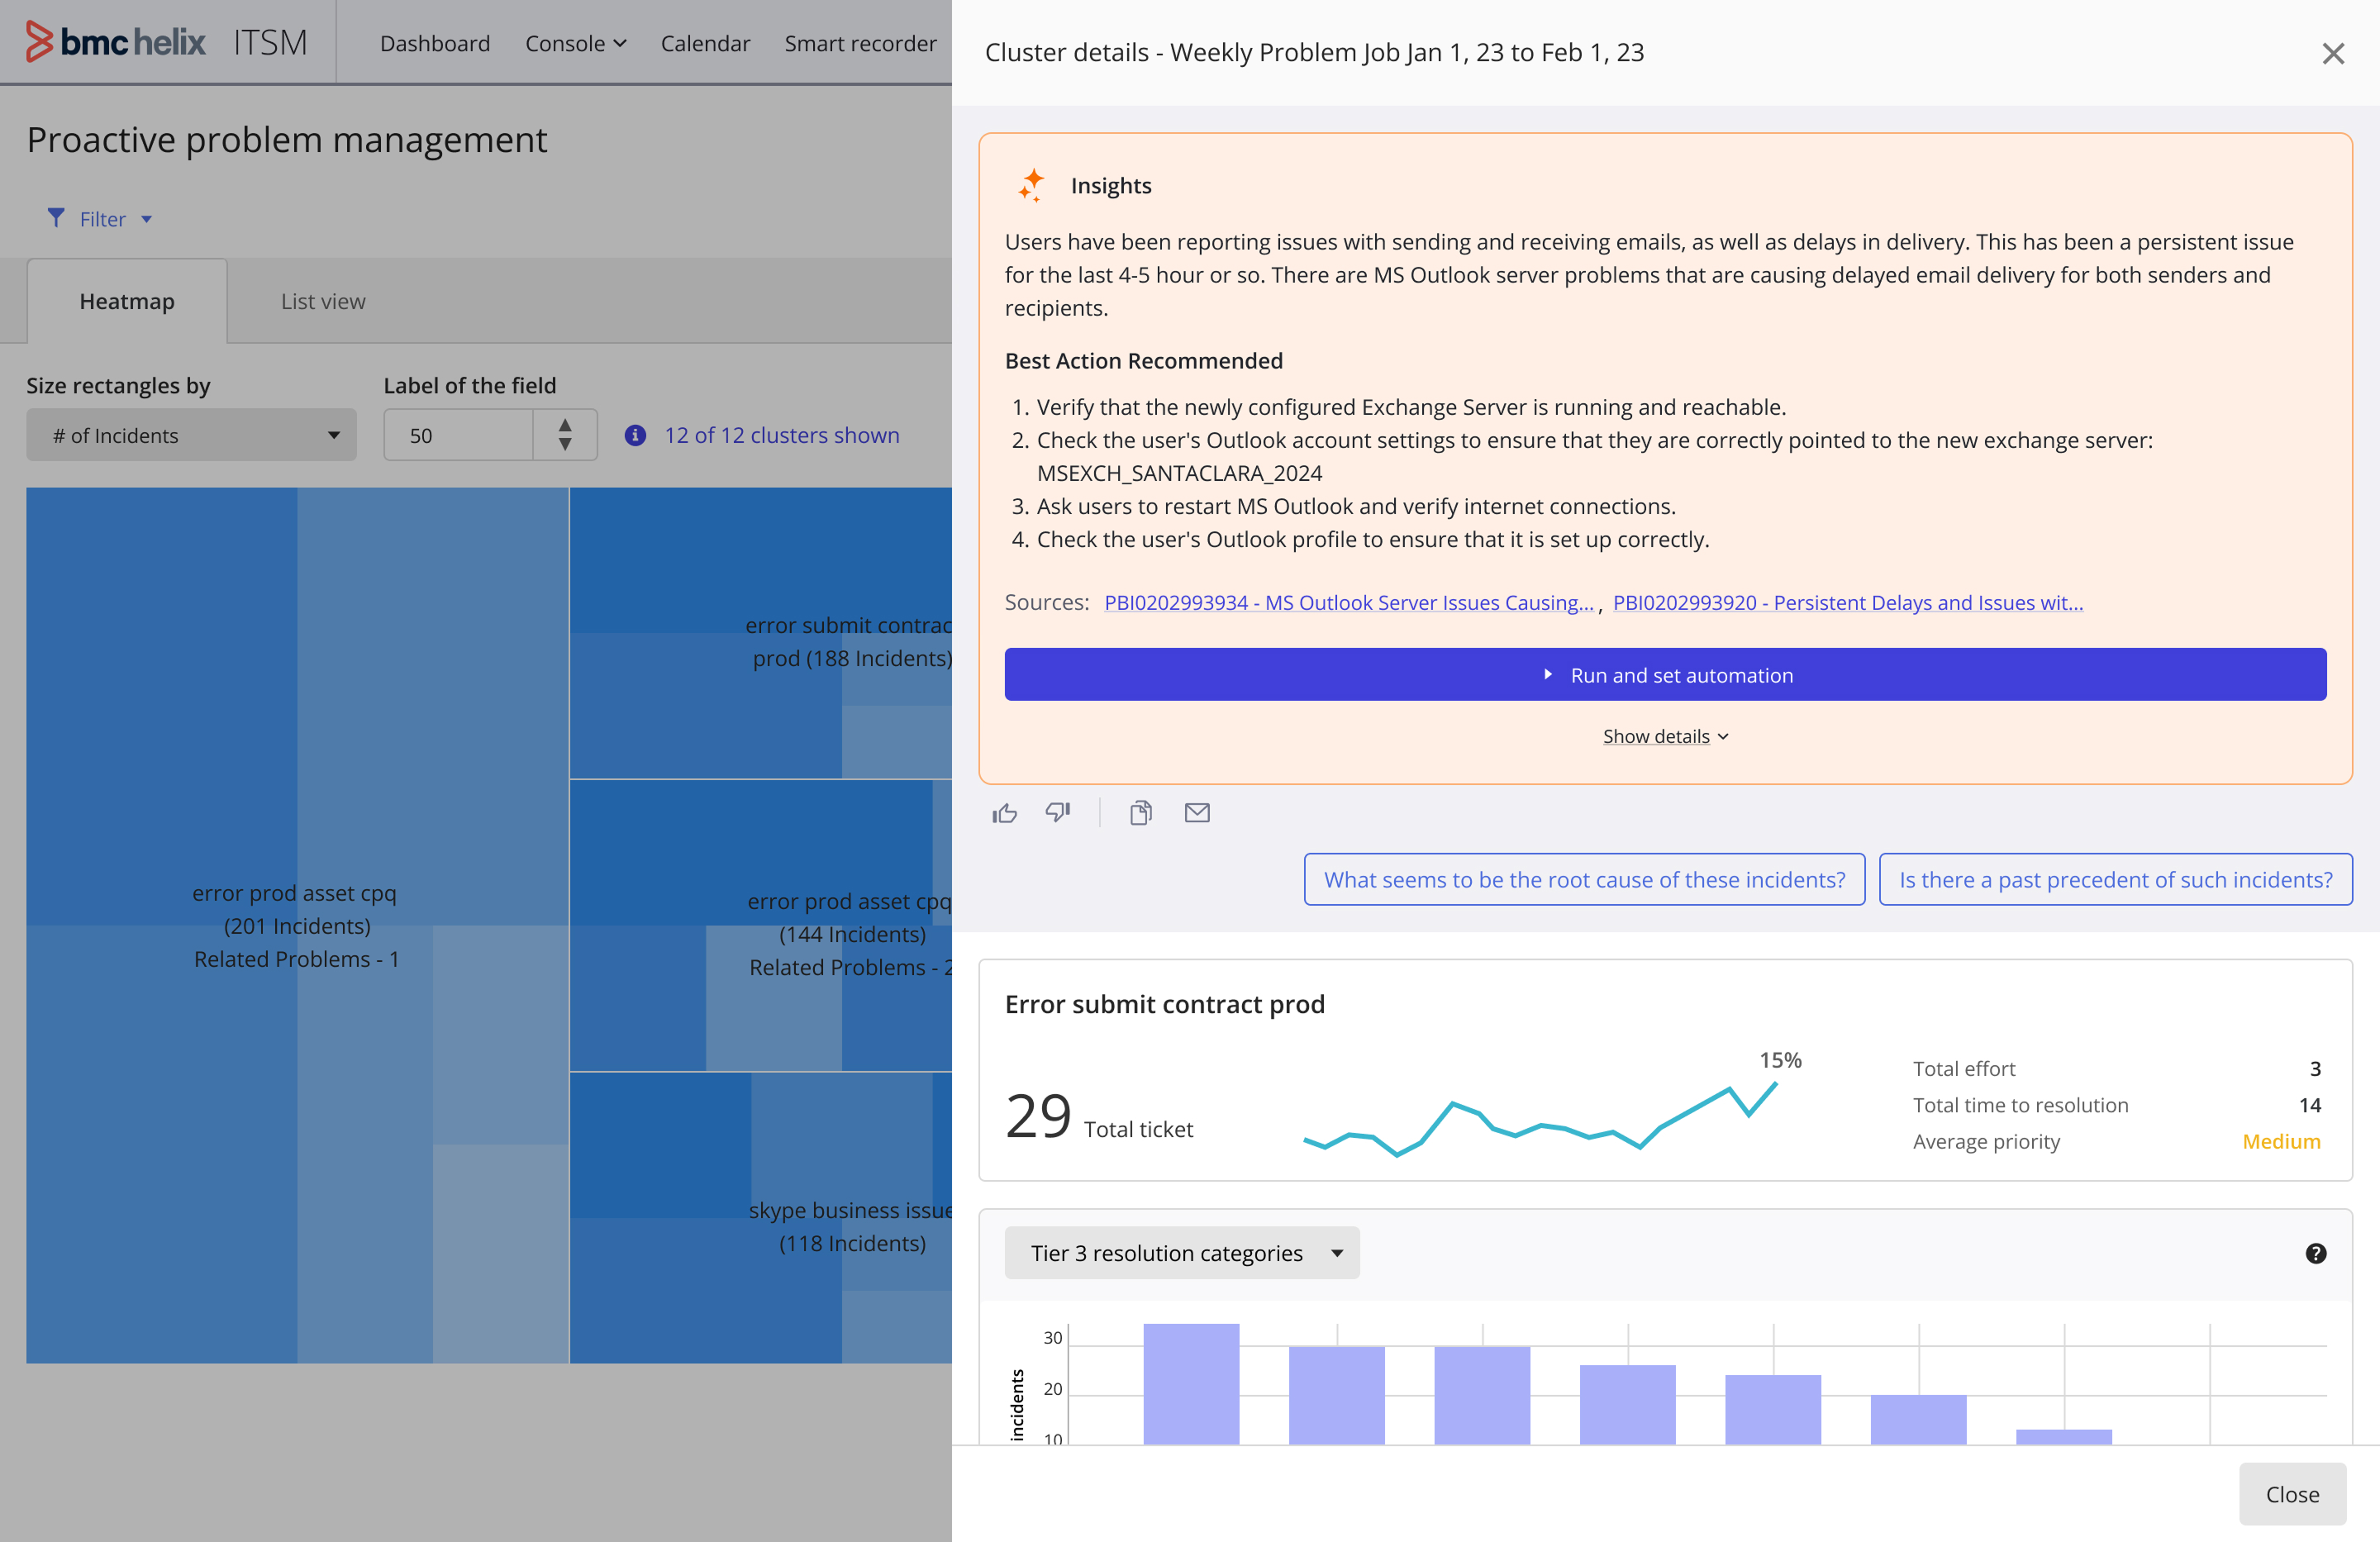 bmc helix ITSM
Dashboard
Console
Calendar
Smart recorder
Proactive problem management
Filter
Heatmap
List view
Size rectangles by
Label of the field
# of Incidents
50
12 of 12 clusters shown
error prod asset cpq
(201 Incidents)
Related Problems - 1
error submit contrac
prod (188 Incidents)
error prod asset cpq
(144 Incidents)
Related Problems - 2
skype business issue
(118 Incidents)
Cluster details - Weekly Problem Job Jan 1, 23 to Feb 1, 23
Insights
Users have been reporting issues with sending and receiving emails, as well as delays in delivery. This has been a persistent issue
for the last 4-5 hour or so. There are MS Outlook server problems that are causing delayed email delivery for both senders and
recipients.
Best Action Recommended
1. Verify that the newly configured Exchange Server is running and reachable.
2. Check the user's Outlook account settings to ensure that they are correctly pointed to the new exchange server:
MSEXCH_SANTACLARA_2024
3. Ask users to restart MS Outlook and verify internet connections.
4. Check the user's Outlook profile to ensure that it is set up correctly.
Sources: PBI0202993934 - MS Outlook Server Issues Causing... , PBI0202993920 - Persistent Delays and Issues wit...
Run and set automation
Show details
What seems to be the root cause of these incidents?
Is there a past precedent of such incidents?
Error submit contract prod
29 Total ticket
15%
Total effort 3
Total time to resolution 14
Average priority Medium
Tier 3 resolution categories
30
20
10
incidents
Close